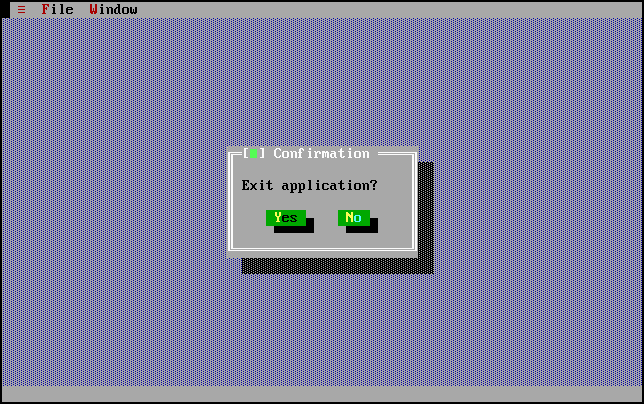 ≡ File Window
[■] Confirmation
Exit application?
Yes No